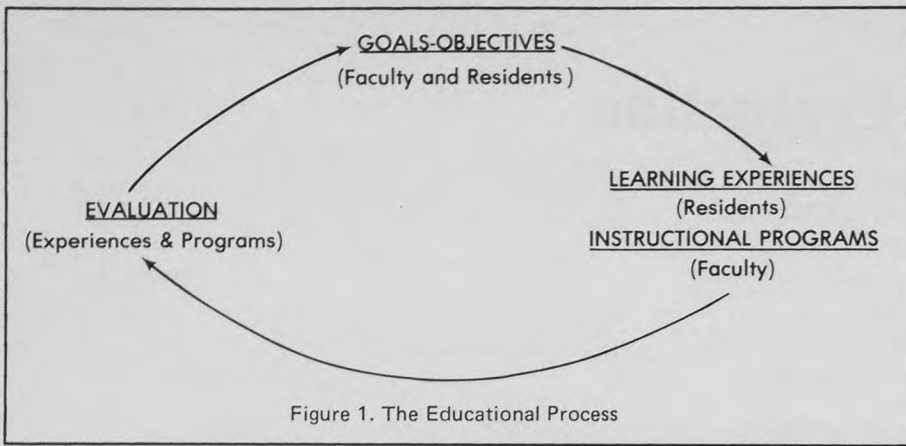 GOALS-OBJECTIVES
(Faculty and Residents)
LEARNING EXPERIENCES
(Residents)
INSTRUCTIONAL PROGRAMS
(Faculty)
EVALUATION
(Experiences & Programs)
Figure 1. The Educational Process